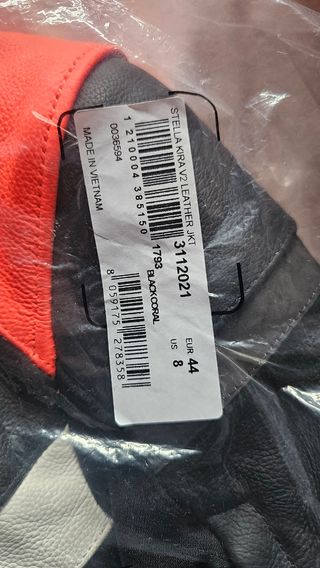 STELLA KIRA V2 LEATHER JKT
3112021
EUR 44
US 8
1 210004 385150
1793
BLACK CORAL
0036594
MADE IN VIETNAM
8 059175 278358